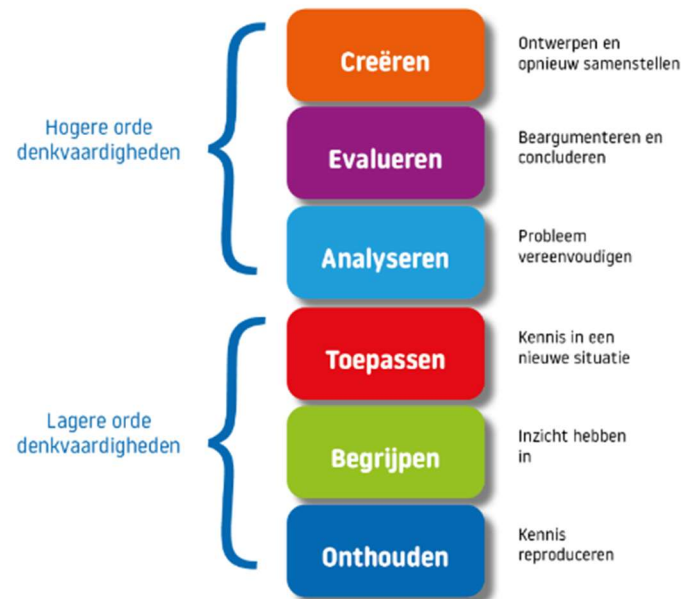 Creëren
Ontwerpen en
opnieuw samenstellen
Hogere orde
denkvaardigheden
Evalueren
Beargumenteren en
concluderen
Analyseren
Probleem
vereenvoudigen
Toepassen
Kennis in een
nieuwe situatie
Lagere orde
denkvaardigheden
Begrijpen
Inzicht hebben
in
Onthouden
Kennis
reproduceren